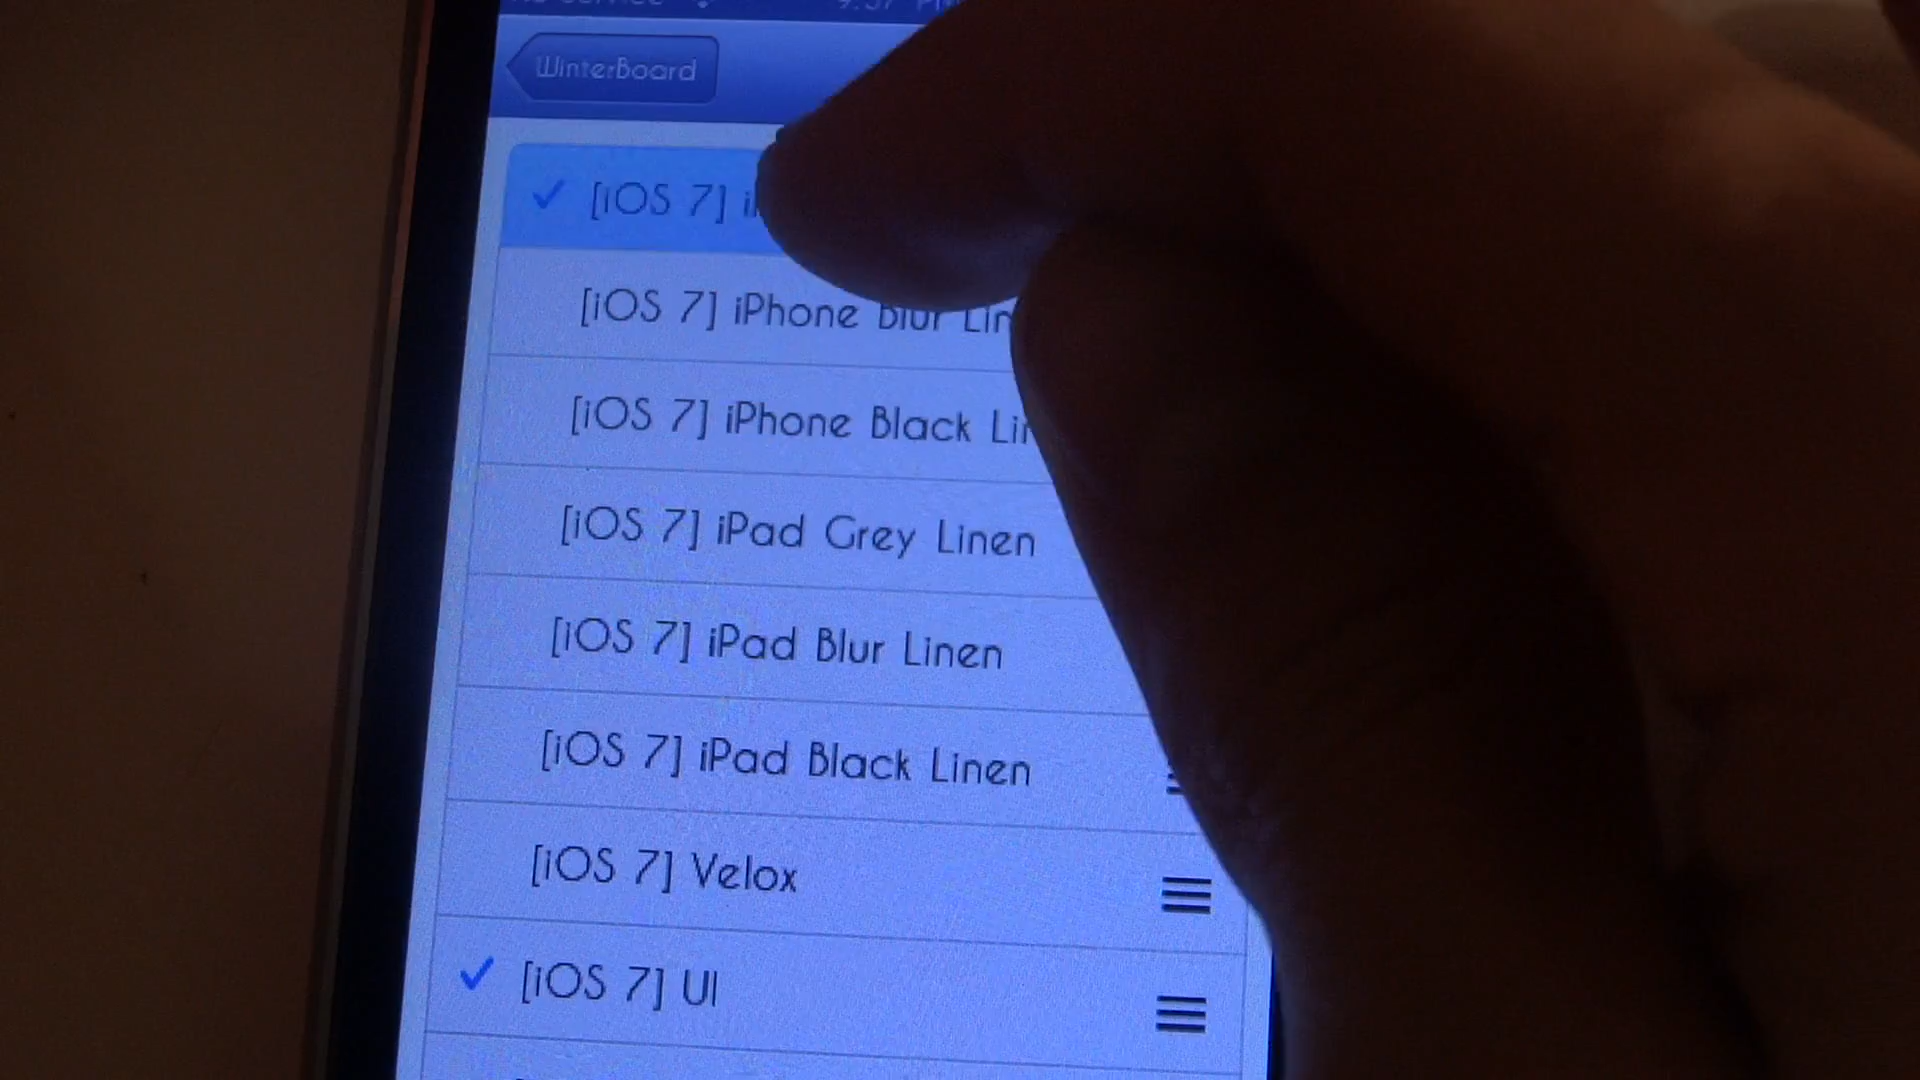 WinterBoard
[iOS 7]
[iOS 7] iPhone Blur
[iOS 7] iPhone Black
[iOS 7] iPad Grey Linen
[iOS 7] iPad Blur Linen
[iOS 7] iPad Black Linen
[iOS 7] Velox
[iOS 7] UI